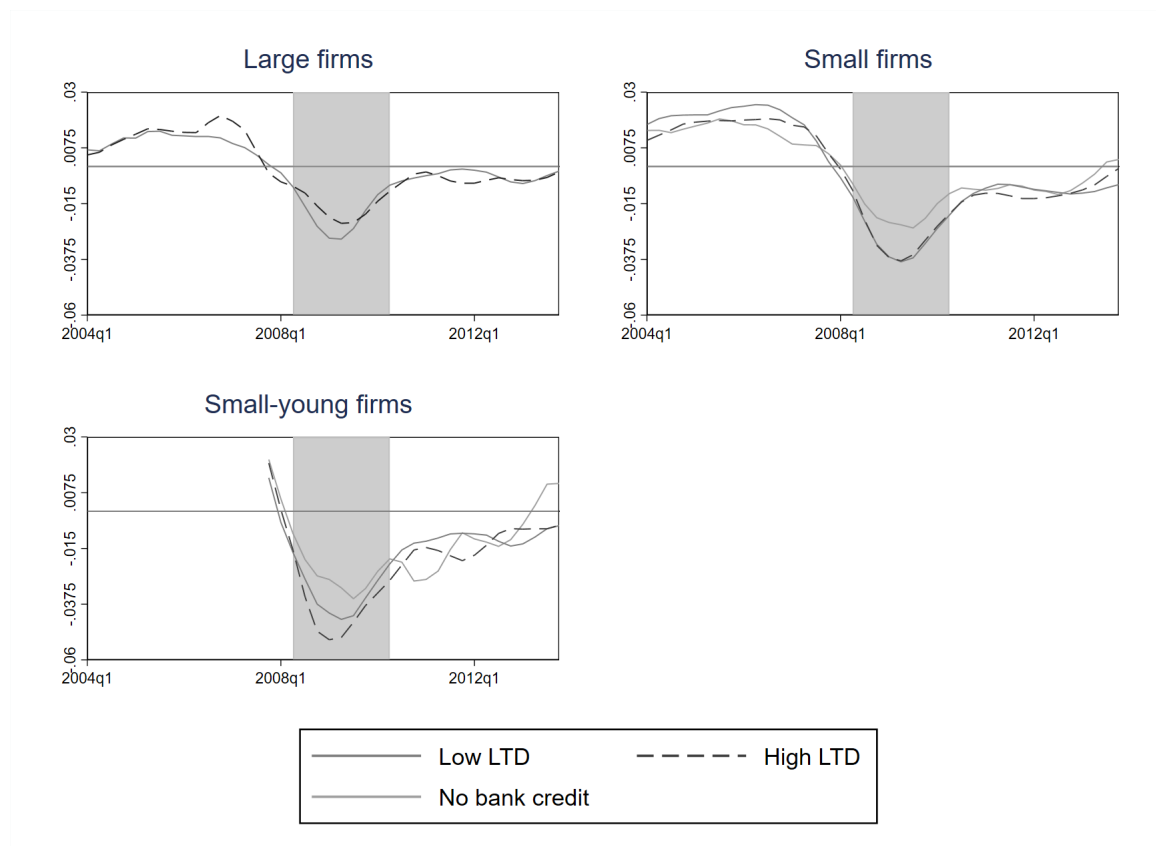 Large firms
.03
.0075
-.015
-.0375
-.06
2004q1 2008q1 2012q1
Small firms
.03
.0075
-.015
-.0375
-.06
2004q1 2008q1 2012q1
Small-young firms
.03
.0075
-.015
-.0375
-.06
2004q1 2008q1 2012q1
Low LTD High LTD
No bank credit